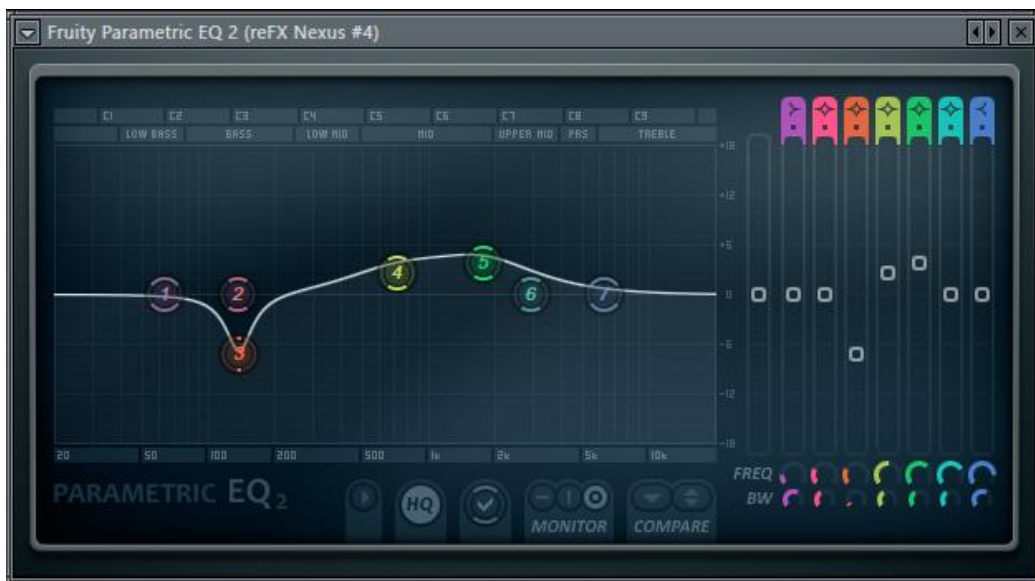 Fruity Parametric EQ 2 (reFX Nexus #4)
C1 C2 C3 C4 C5 C6 C7 C8 C9
LOW BASS BASS LOW MID MID UPPER MID PRS TREBLE
+18
+12
+6
0
-6
-12
-18
1 2 3 4 5 6 7
20 50 100 200 500 1k 2k 5k 10k
FREQ
BW
PARAMETRIC EQ2
HQ
MONITOR COMPARE